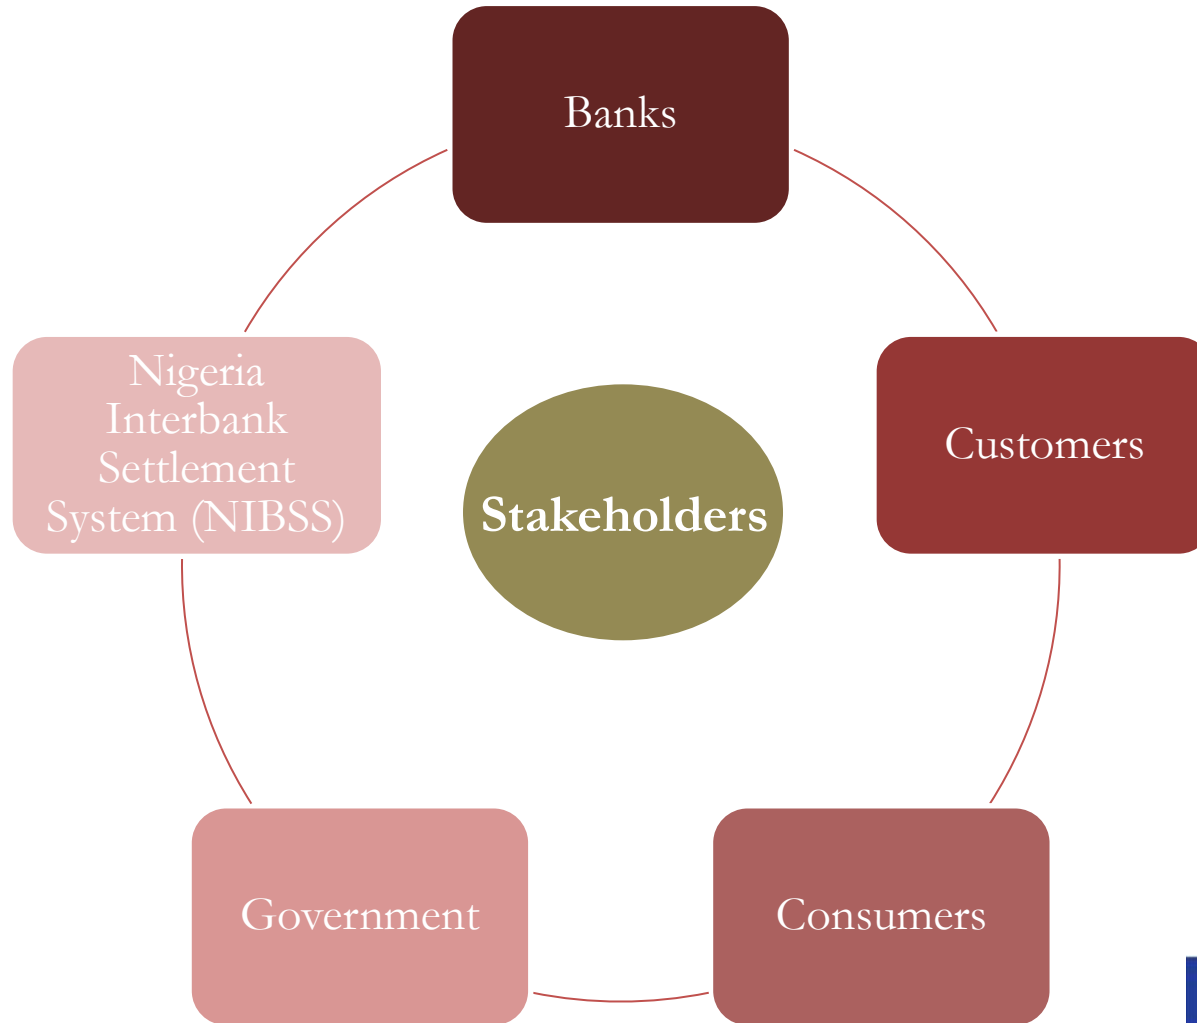 Banks
Customers
Nigeria
Interbank
Settlement
System (NIBSS)
Stakeholders
Government
Consumers